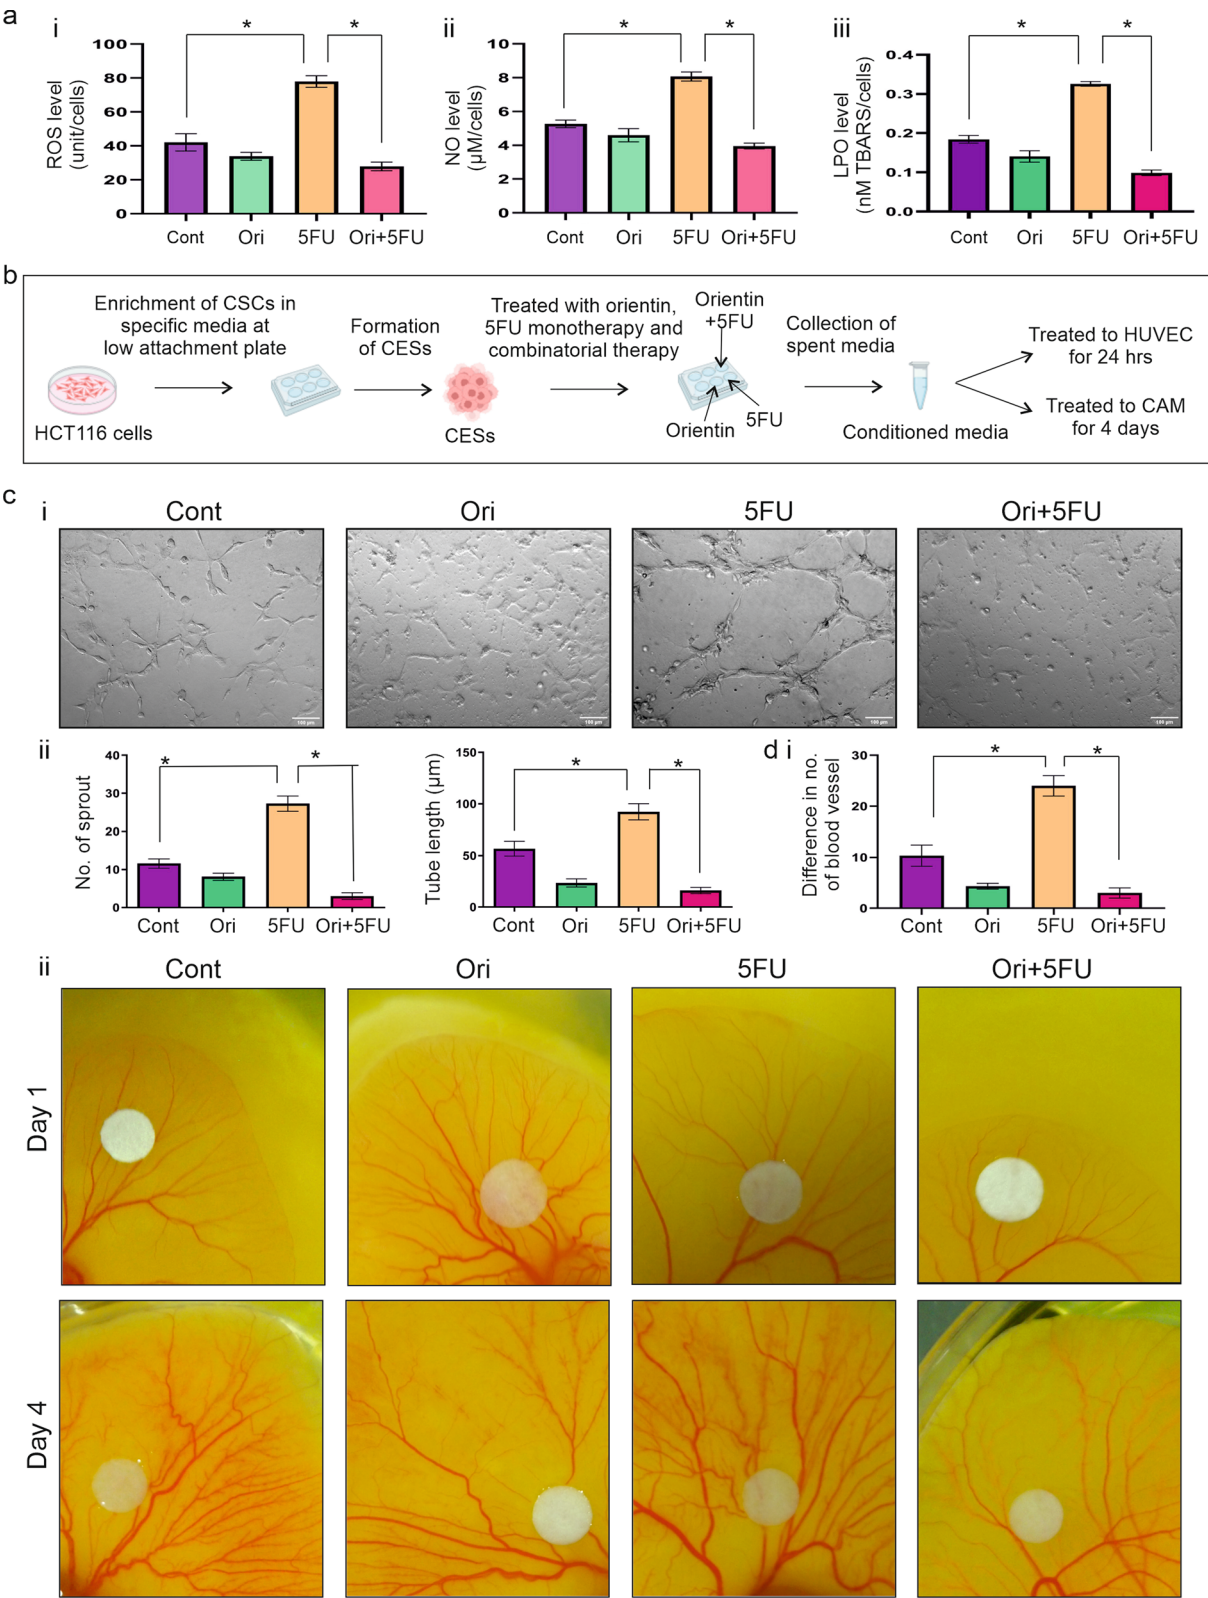 a
i
ROS level
(unit/cells)
100
80
60
40
20
0
*
*
Cont
Ori
5FU
Ori+5FU
ii
NO level
(µM/cells)
10
8
6
4
2
0
*
*
Cont
Ori
5FU
Ori+5FU
iii
LPO level
(nM TBARS/cells)
0.4
0.3
0.2
0.1
0.0
*
*
Cont
Ori
5FU
Ori+5FU
b
HCT116 cells
Enrichment of CSCs in
specific media at
low attachment plate
Formation
of CESs
CESs
Treated with orientin,
5FU monotherapy and
combinatorial therapy
Orientin
+5FU
Orientin
5FU
Collection of
spent media
Conditioned media
Treated to HUVEC
for 24 hrs
Treated to CAM
for 4 days
c
i
Cont
Ori
5FU
Ori+5FU
100 µm
100 µm
100 µm
100 µm
ii
No. of sprout
40
30
20
10
0
*
*
Cont
Ori
5FU
Ori+5FU
Tube length (µm)
150
100
50
0
*
*
Cont
Ori
5FU
Ori+5FU
d i
Difference in no.
of blood vessel
30
20
10
0
*
*
Cont
Ori
5FU
Ori+5FU
ii
Cont
Ori
5FU
Ori+5FU
Day 1
Day 4